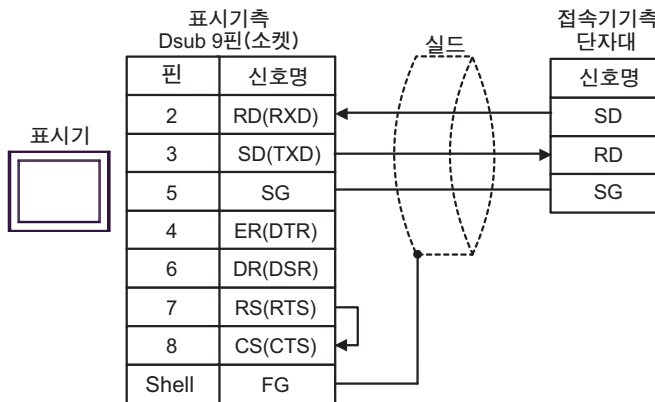 표시기측
Dsub 9핀(소켓)
핀 신호명
2 RD(RXD)
3 SD(TXD)
5 SG
4 ER(DTR)
6 DR(DSR)
7 RS(RTS)
8 CS(CTS)
Shell FG
표시기
실드
접속기기측
단자대
신호명
SD
RD
SG